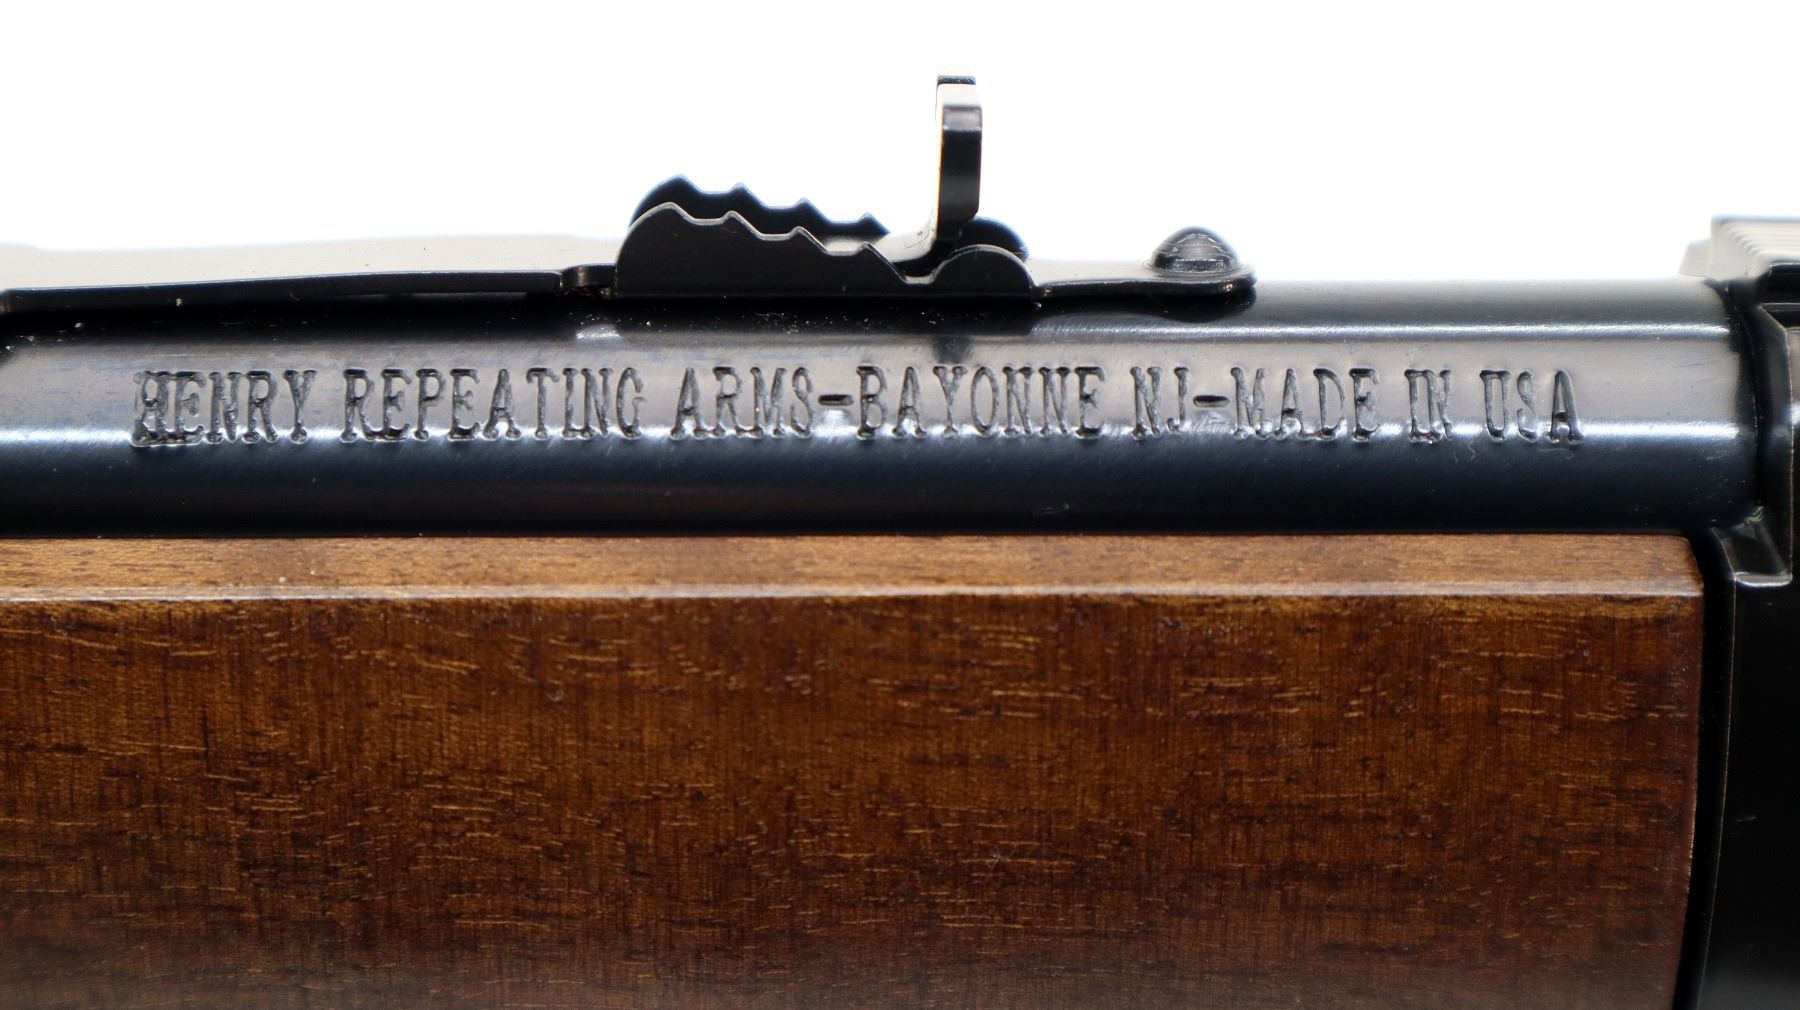 HENRY REPEATING ARMS-BAYONNE NJ-MADE IN USA